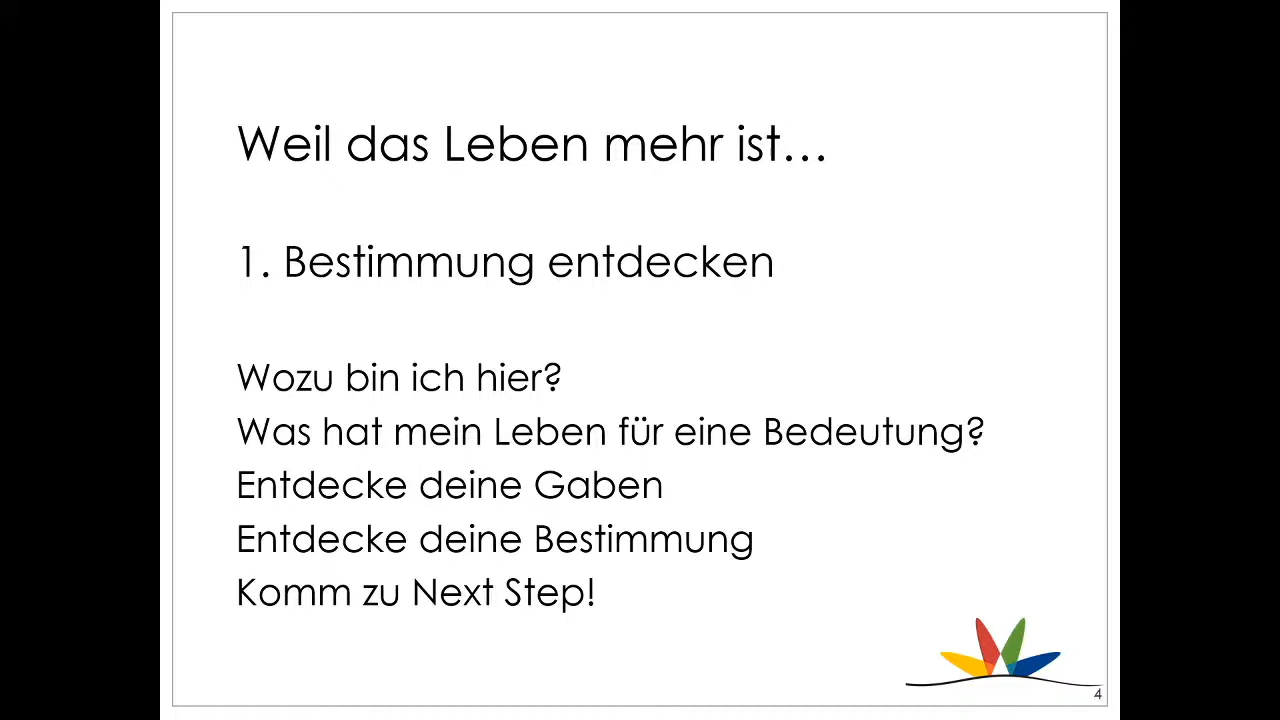 Weil das Leben mehr ist…
1. Bestimmung entdecken
Wozu bin ich hier?
Was hat mein Leben für eine Bedeutung?
Entdecke deine Gaben
Entdecke deine Bestimmung
Komm zu Next Step!
4